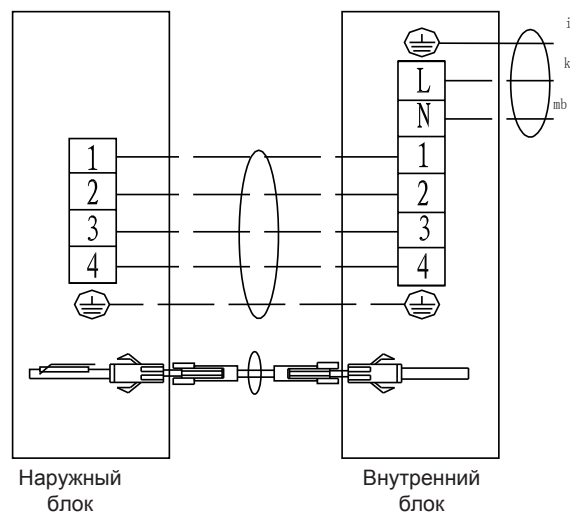 i
L
k
N
mb
1 1
2 2
3 3
4 4
Наружный
блок
Внутренний
блок